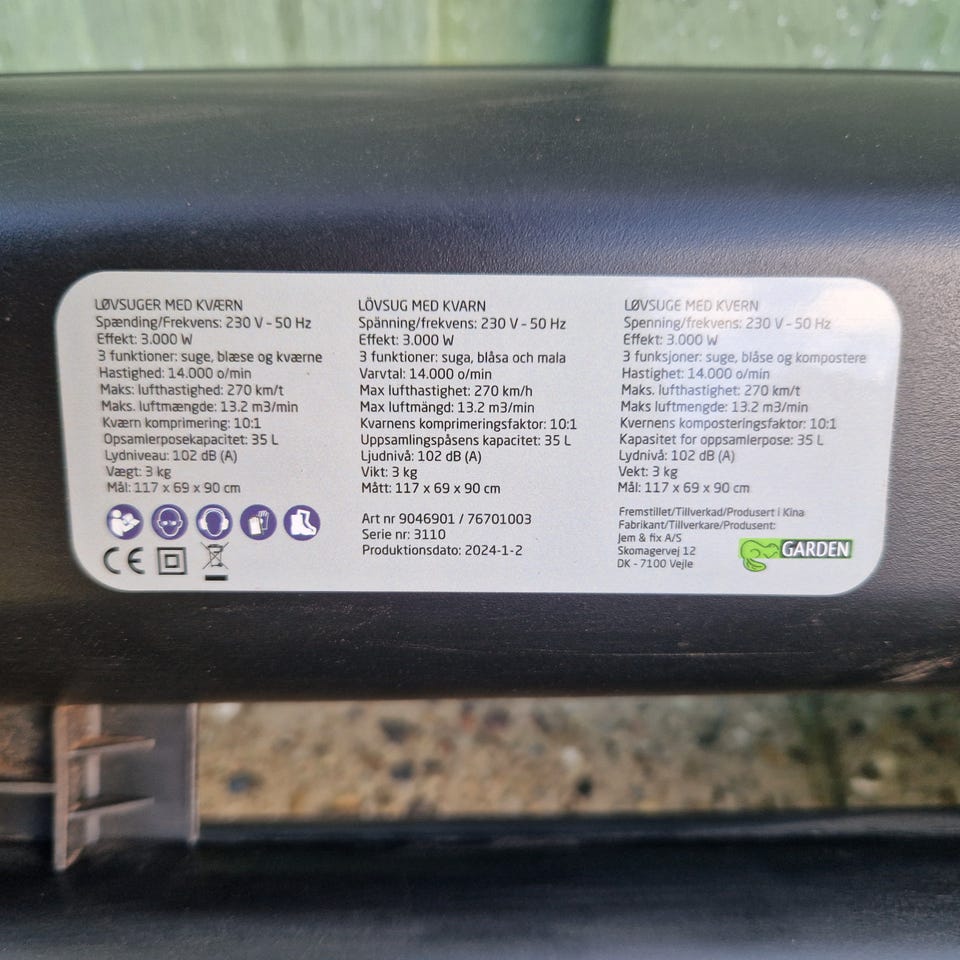 LØVSUGER MED KVÆRN
Spænding/Frekvens: 230 V - 50 Hz
Effekt: 3.000 W
3 funktioner: suge, blæse og kværne
Hastighed: 14.000 o/min
Maks: lufthastighed: 270 km/t
Maks. luftmængde: 13.2 m3/min
Kværn komprimering: 10:1
Opsamlerposekapacitet: 35 L
Lydniveau: 102 dB (A)
Vægt: 3 kg
Mål: 117 x 69 x 90 cm
CE
LÖVSUG MED KVARN
Spänning/frekvens: 230 V - 50 Hz
Effekt: 3.000 W
3 funktioner: suga, blåsa och mala
Varvtal: 14.000 o/min
Max lufthastighet: 270 km/h
Max luftmängd: 13.2 m3/min
Kvarnens komprimeringsfaktor: 10:1
Uppsamlingspåsens kapacitet: 35 L
Ljudnivå: 102 dB (A)
Vikt: 3 kg
Mått: 117 x 69 x 90 cm
Art nr 9046901 / 76701003
Serie nr: 3110
Produktionsdato: 2024-1-2
LØVSUGE MED KVERN
Spenning/frekvens: 230 V - 50 Hz
Effekt: 3.000 W
3 funksjoner: suge, blåse og kompostere
Hastighet: 14.000 o/min
Maks. lufthastighet: 270 km/t
Maks. luftmengde: 13.2 m3/min
Kvernens komposteringsfaktor: 10:1
Kapasitet for oppsamlerpose: 35 L
Lydnivå: 102 dB (A)
Vekt: 3 kg
Mål: 117 x 69 x 90 cm
Fremstillet/Tillverkad/Produsert i Kina
Fabrikant/Tillverkare/Produsent:
Jem & fix A/S
Skomagervej 12
DK - 7100 Vejle
GARDEN